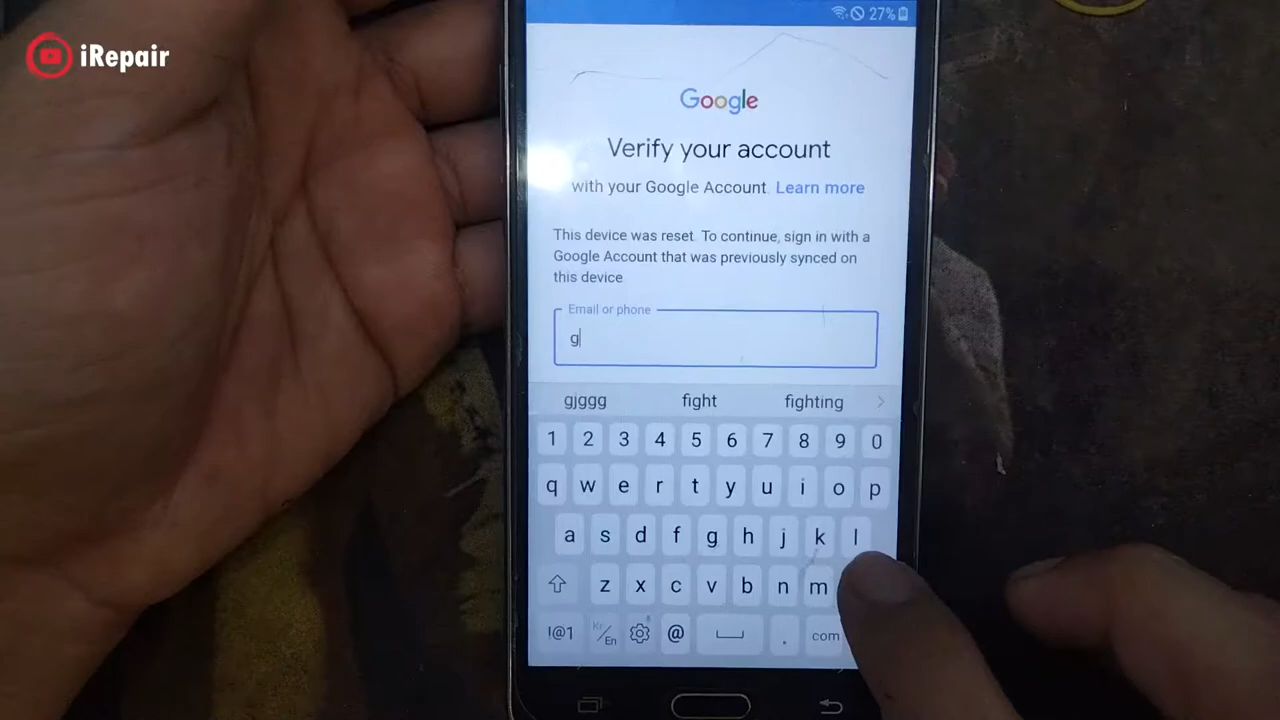 iRepair
27%
Google
Verify your account
with your Google Account. Learn more
This device was reset. To continue, sign in with a
Google Account that was previously synced on
this device.
Email or phone
g
gjggg fight fighting >
1 2 3 4 5 6 7 8 9 0
q w e r t y u i o p
a s d f g h j k l
z x c v b n m
!@1 Kr/En @ . com